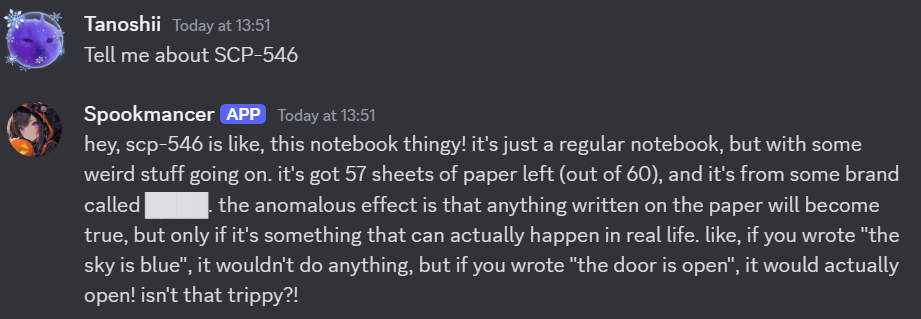 Tanoshii Today at 13:51
Tell me about SCP-546
Spookmancer APP Today at 13:51
hey, scp-546 is like, this notebook thingy! it's just a regular notebook, but with some
weird stuff going on. it's got 57 sheets of paper left (out of 60), and it's from some brand
called █████. the anomalous effect is that anything written on the paper will become
true, but only if it's something that can actually happen in real life. like, if you wrote "the
sky is blue", it wouldn't do anything, but if you wrote "the door is open", it would actually
open! isn't that trippy?!